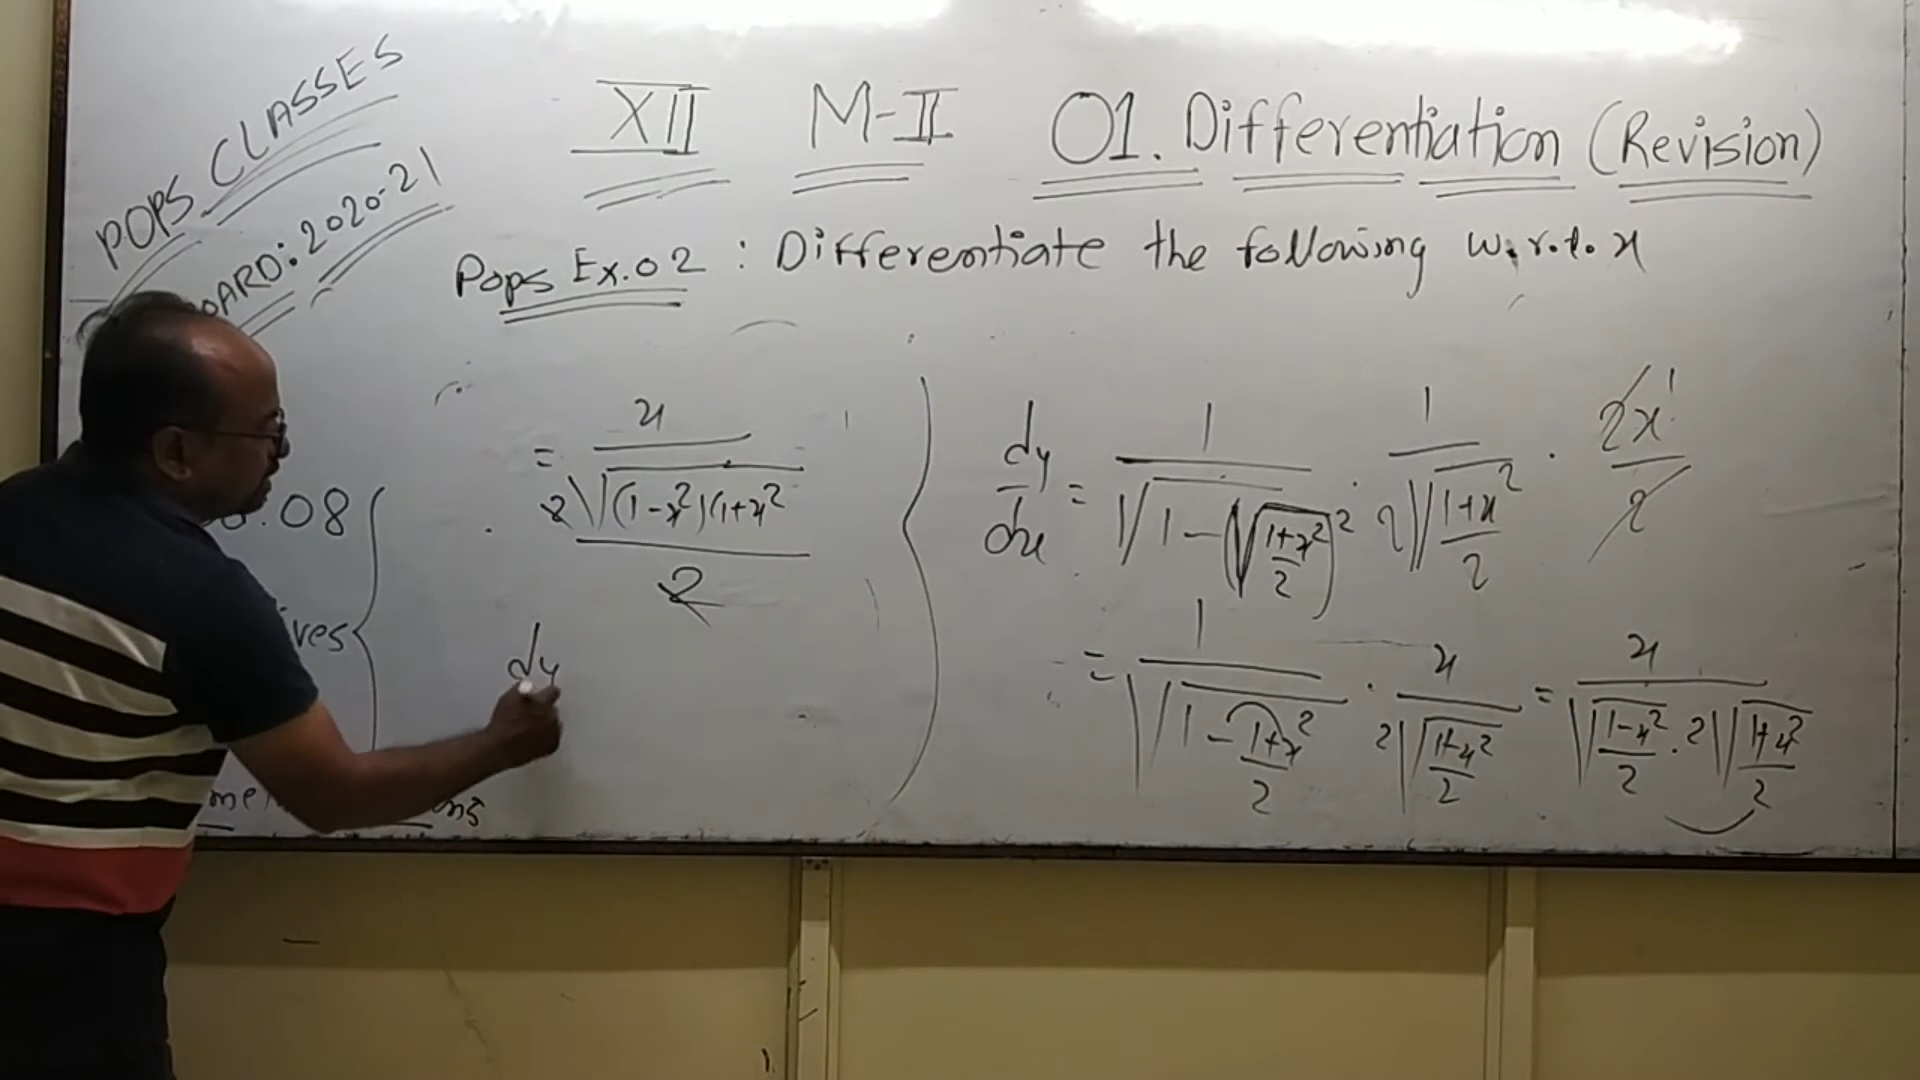 POPS CLASSES
BOARD: 2020-21
XII M-II 01. Differentiation (Revision)
Pops Ex.02 : Differentiate the following w.r.to. x
.08
ves
= x / 2√((1-x²)(1+x²) / 2
dy
dy/dx = 1/√(1-(√((1+x²)/2))²) · 1/(2√((1+x²)/2)) · 2x/2
= 1/√(1-(1+x²)/2) · x/(2√((1+x²)/2)) = x/(√((1-x²)/2) · 2√((1+x²)/2))